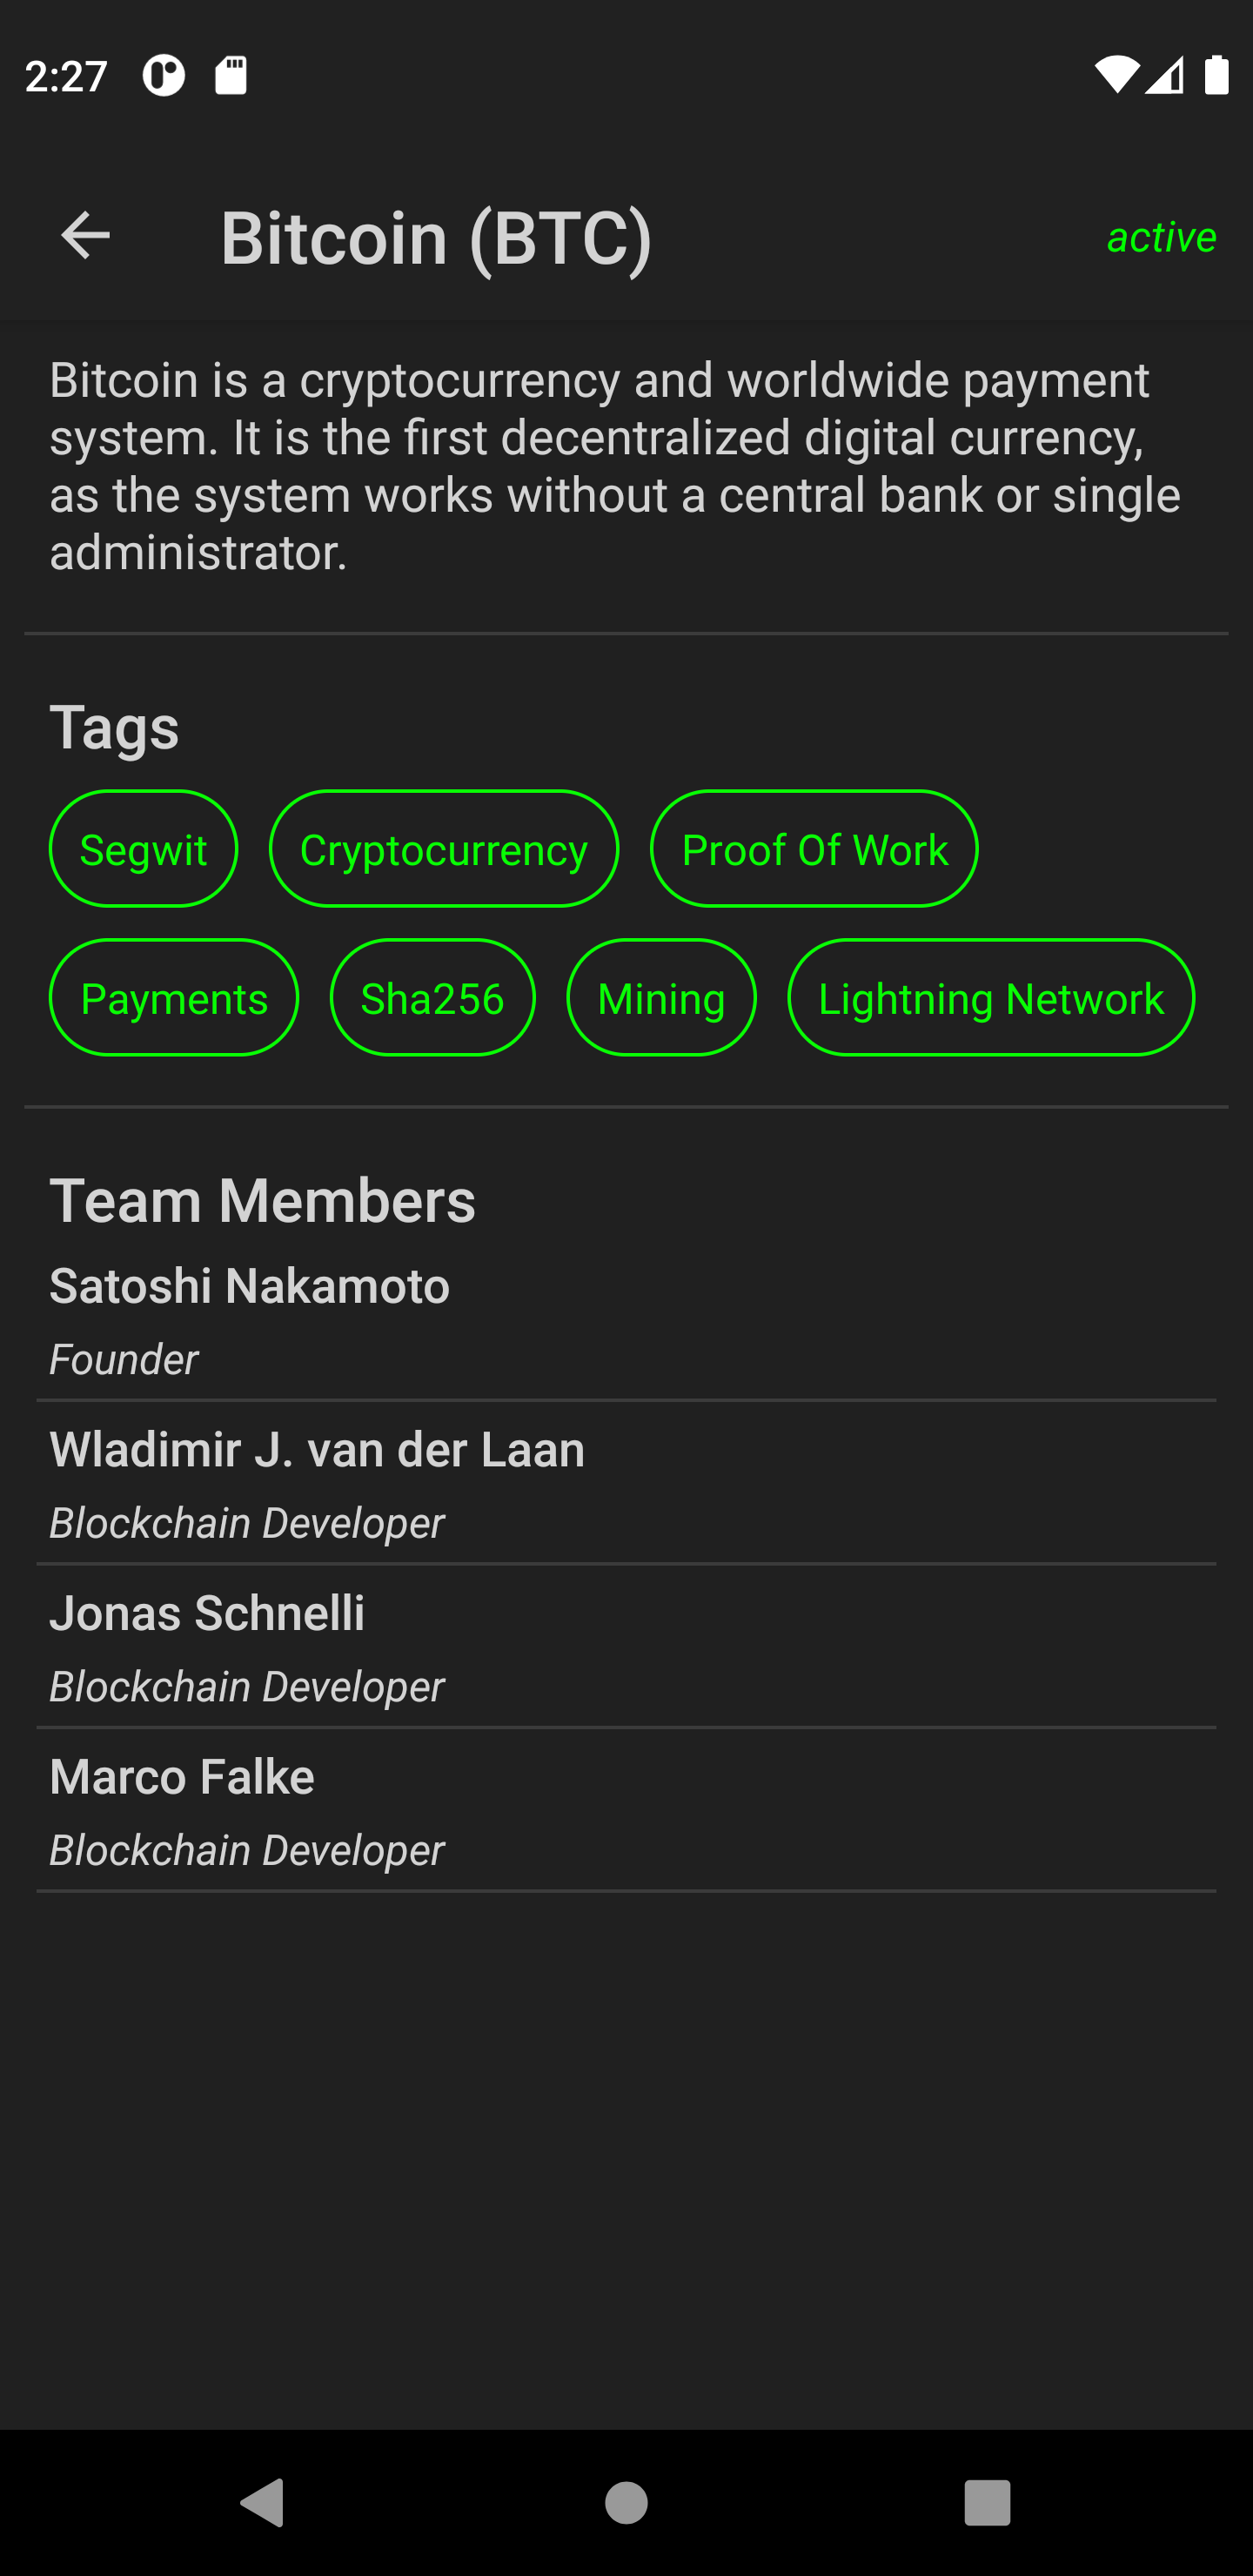 2:27
Bitcoin (BTC)
active
Bitcoin is a cryptocurrency and worldwide payment
system. It is the first decentralized digital currency,
as the system works without a central bank or single
administrator.
Tags
Segwit Cryptocurrency Proof Of Work
Payments Sha256 Mining Lightning Network
Team Members
Satoshi Nakamoto
Founder
Wladimir J. van der Laan
Blockchain Developer
Jonas Schnelli
Blockchain Developer
Marco Falke
Blockchain Developer